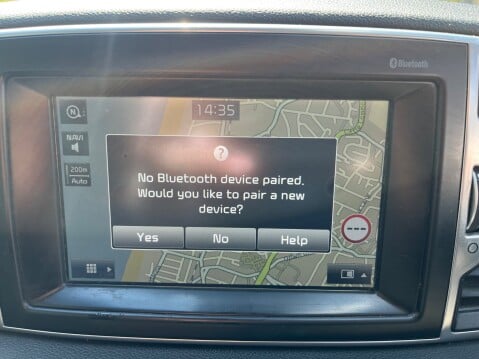 Bluetooth
14:35
N
NAVI
200m
Auto
?
No Bluetooth device paired.
Would you like to pair a new
device?
Yes
No
Help
---